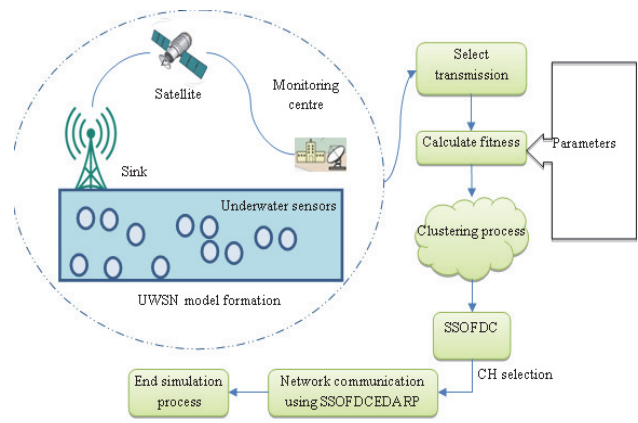 Satellite
Monitoring
centre
Sink
Underwater sensors
UWSN model formation
Select
transmission
Calculate fitness
Parameters
Clustering process
SSOFDC
CH selection
Network communication
using SSOFDCEDARP
End simulation
process